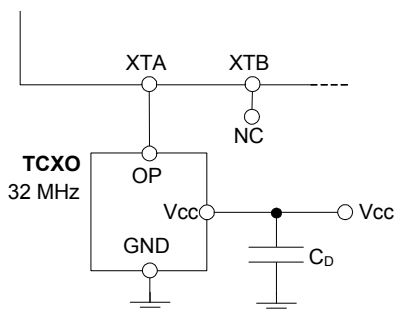 XTA XTB
NC
TCXO
32 MHz
OP
Vcc Vcc
GND
CD